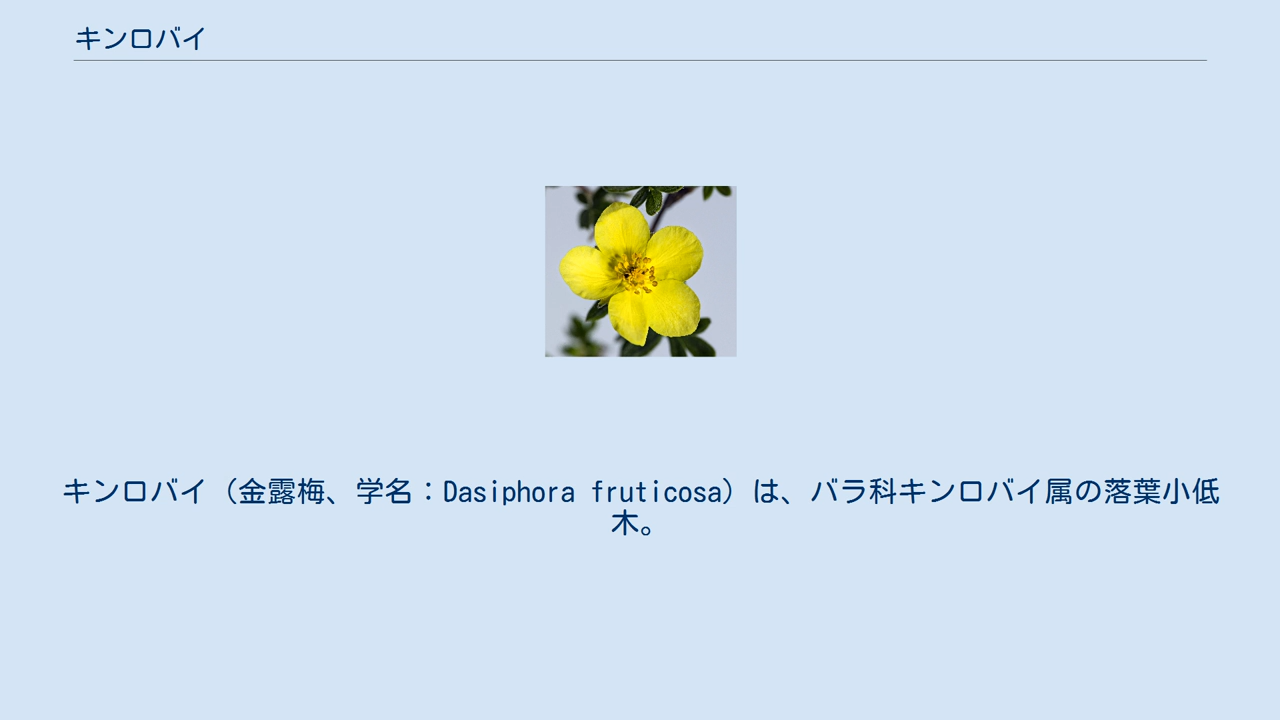 キンロバイ
キンロバイ（金露梅、学名：Dasiphora fruticosa）は、バラ科キンロバイ属の落葉小低
木。